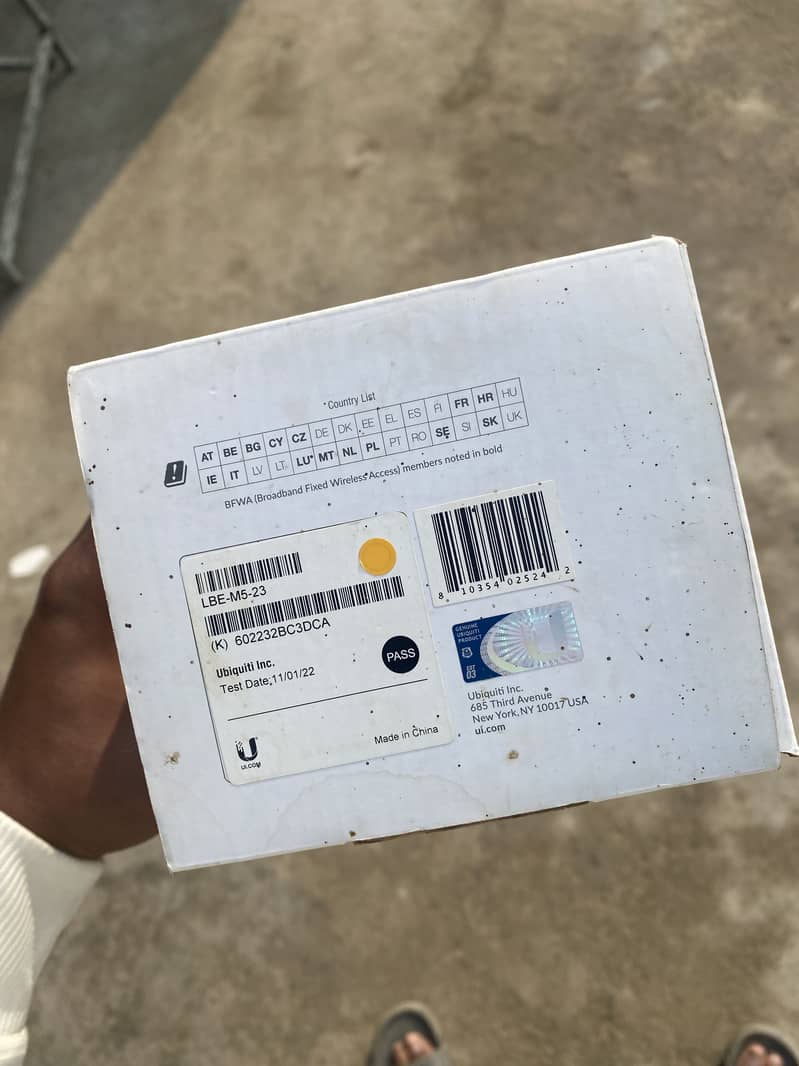 *Country List
AT BE BG CY CZ DE DK EE EL ES FI FR HR HU
IE IT LV LT LU MT NL PL PT RO SE SI SK UK
BFWA (Broadband Fixed Wireless Access) members noted in bold
LBE-M5-23
(K) 602232BC3DCA
Ubiquiti Inc.
Test Date:11/01/22
PASS
UI.COM
Made in China
8 10354 02524 2
GENUINE
UBIQUITI
PRODUCT
EST
03
Ubiquiti Inc.
685 Third Avenue
New York, NY 10017 USA
ui.com